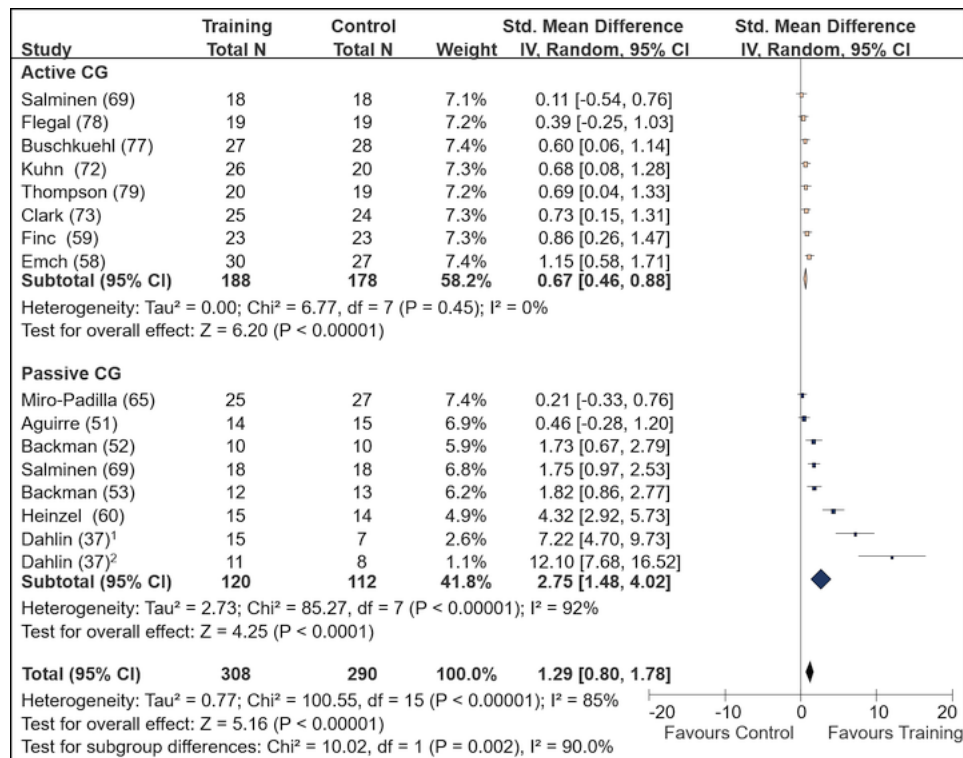 Training Control Std. Mean Difference Std. Mean Difference
Study Total N Total N Weight IV, Random, 95% CI IV, Random, 95% CI
Active CG
Salminen (69) 18 18 7.1% 0.11 [-0.54, 0.76]
Flegal (78) 19 19 7.2% 0.39 [-0.25, 1.03]
Buschkuehl (77) 27 28 7.4% 0.60 [0.06, 1.14]
Kuhn (72) 26 20 7.3% 0.68 [0.08, 1.28]
Thompson (79) 20 19 7.2% 0.69 [0.04, 1.33]
Clark (73) 25 24 7.3% 0.73 [0.15, 1.31]
Finc (59) 23 23 7.3% 0.86 [0.26, 1.47]
Emch (58) 30 27 7.4% 1.15 [0.58, 1.71]
Subtotal (95% CI) 188 178 58.2% 0.67 [0.46, 0.88]
Heterogeneity: Tau² = 0.00; Chi² = 6.77, df = 7 (P = 0.45); I² = 0%
Test for overall effect: Z = 6.20 (P < 0.00001)
Passive CG
Miro-Padilla (65) 25 27 7.4% 0.21 [-0.33, 0.76]
Aguirre (51) 14 15 6.9% 0.46 [-0.28, 1.20]
Backman (52) 10 10 5.9% 1.73 [0.67, 2.79]
Salminen (69) 18 18 6.8% 1.75 [0.97, 2.53]
Backman (53) 12 13 6.2% 1.82 [0.86, 2.77]
Heinzel (60) 15 14 4.9% 4.32 [2.92, 5.73]
Dahlin (37)¹ 15 7 2.6% 7.22 [4.70, 9.73]
Dahlin (37)² 11 8 1.1% 12.10 [7.68, 16.52]
Subtotal (95% CI) 120 112 41.8% 2.75 [1.48, 4.02]
Heterogeneity: Tau² = 2.73; Chi² = 85.27, df = 7 (P < 0.00001); I² = 92%
Test for overall effect: Z = 4.25 (P < 0.0001)
Total (95% CI) 308 290 100.0% 1.29 [0.80, 1.78]
Heterogeneity: Tau² = 0.77; Chi² = 100.55, df = 15 (P < 0.00001); I² = 85%
Test for overall effect: Z = 5.16 (P < 0.00001)
Test for subgroup differences: Chi² = 10.02, df = 1 (P = 0.002), I² = 90.0%
-20 -10 0 10 20
Favours Control Favours Training